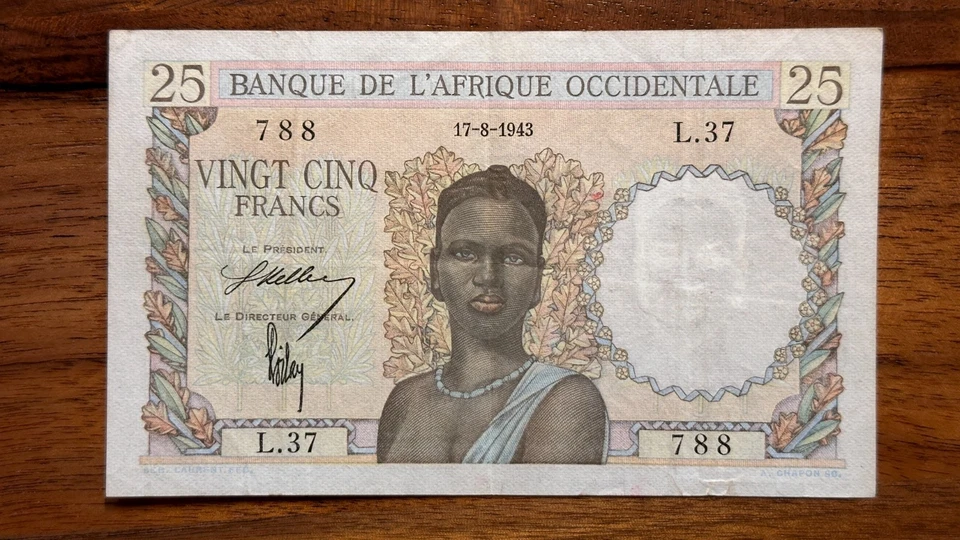 25 BANQUE DE L'AFRIQUE OCCIDENTALE 25
788 17-8-1943 L.37
VINGT CINQ
FRANCS
LE PRÉSIDENT,
LE DIRECTEUR GÉNÉRAL,
L.37 788